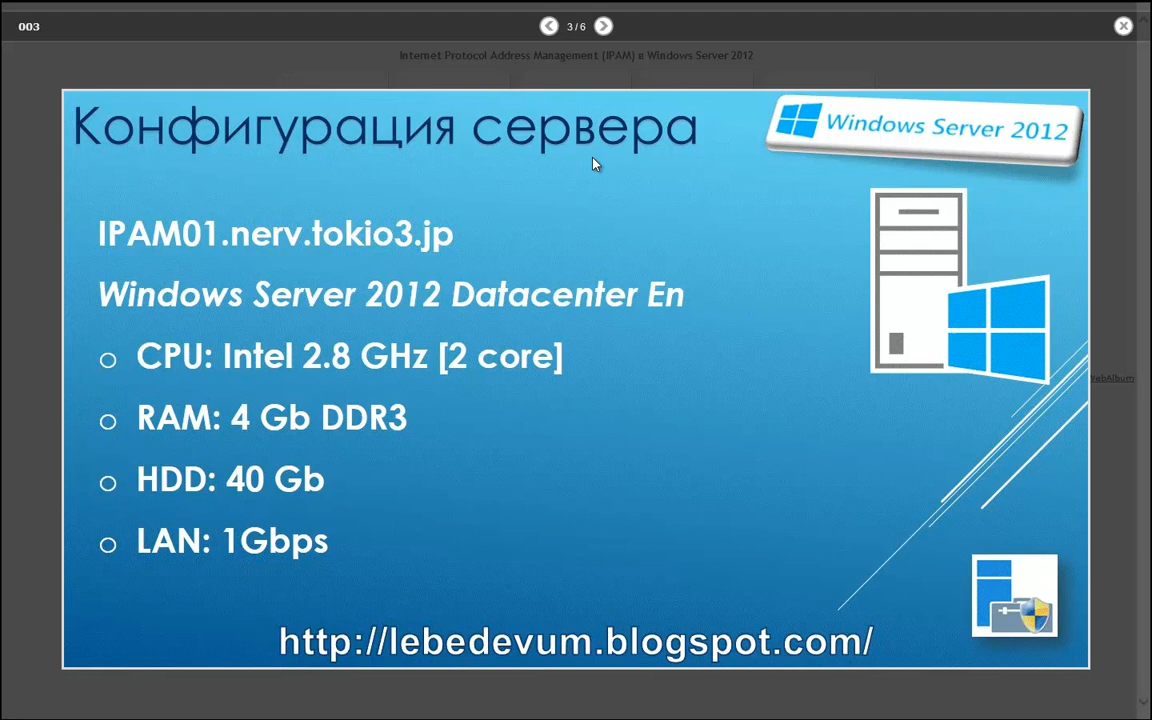 003
3 / 6
Internet Protocol Address Management (IPAM) в Windows Server 2012
Конфигурация сервера
Windows Server 2012
IPAM01.nerv.tokio3.jp
Windows Server 2012 Datacenter En
CPU: Intel 2.8 GHz [2 core]
WebAlbum
RAM: 4 Gb DDR3
HDD: 40 Gb
LAN: 1Gbps
http://lebedevum.blogspot.com/